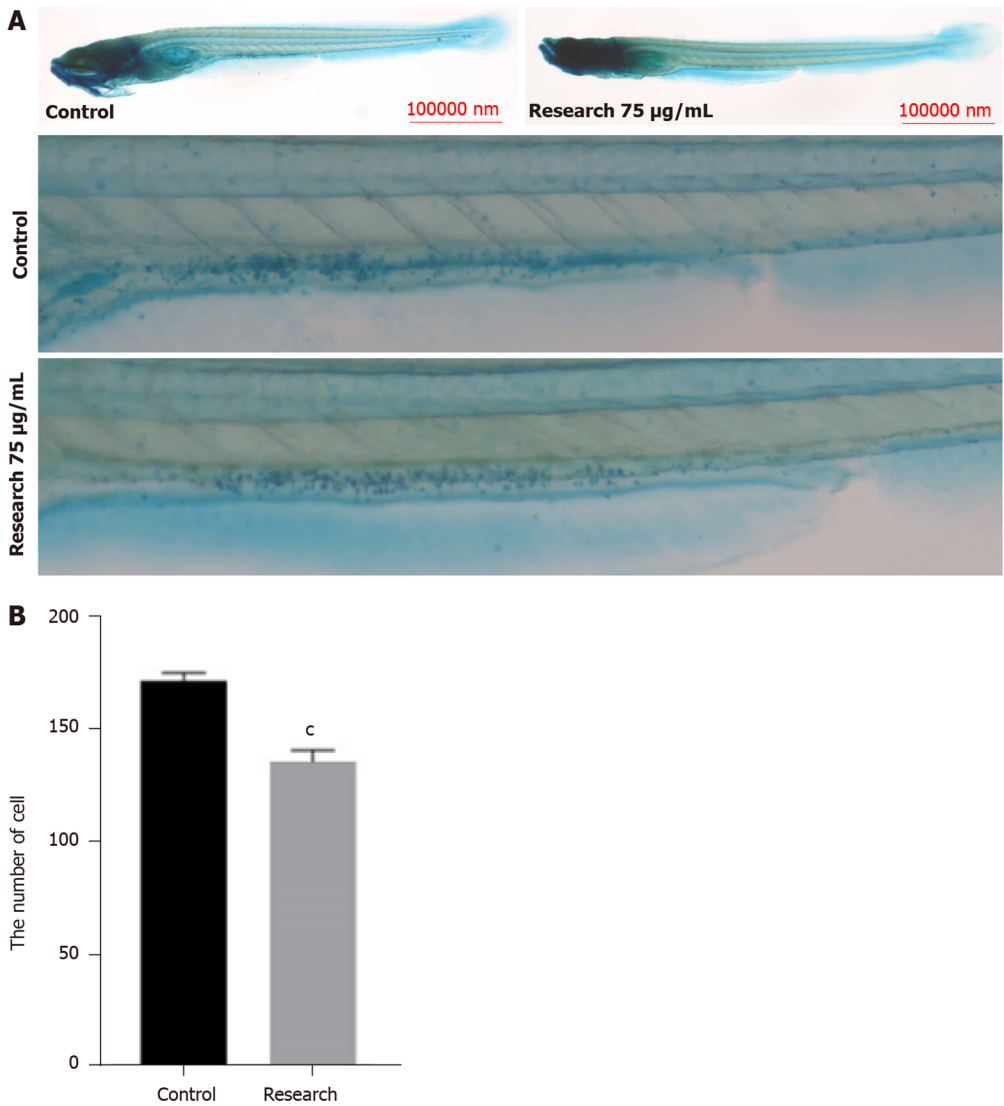 A
Control
100000 nm
Research 75 µg/mL
100000 nm
Control
Research 75 µg/mL
B
200
150
100
50
0
The number of cell
c
Control
Research